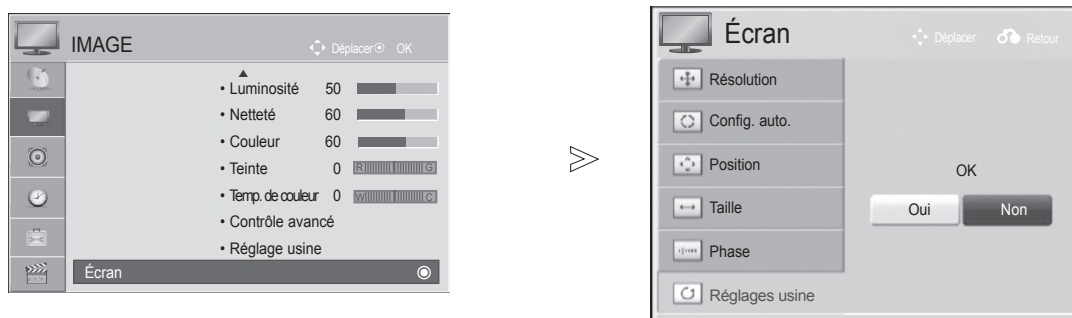 IMAGE
Déplacer OK
• Luminosité 50
• Netteté 60
• Couleur 60
• Teinte 0 R G
• Temp. de couleur 0 W C
• Contrôle avancé
• Réglage usine
Écran
Écran
Déplacer Retour
Résolution
Config. auto.
Position
Taille
Phase
Réglages usine
OK
Oui Non